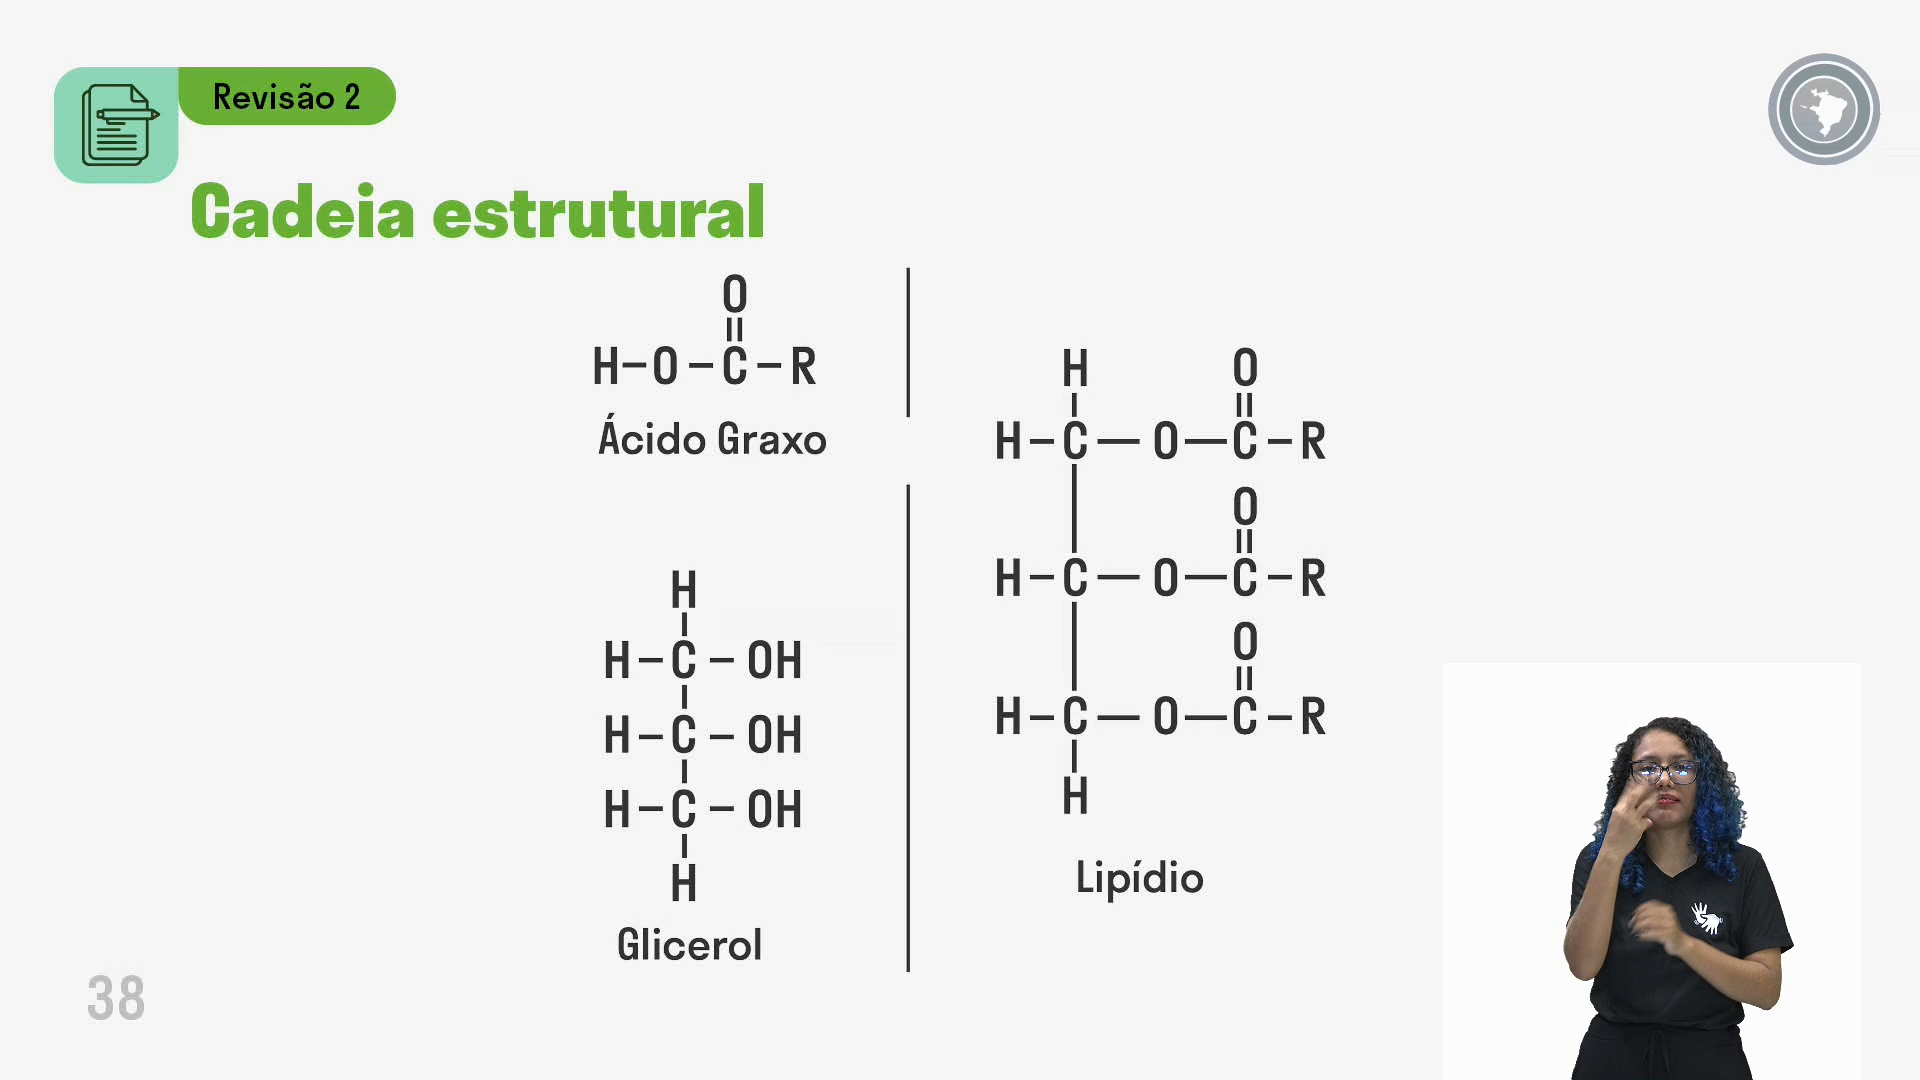 Revisão 2
Cadeia estrutural
O
||
H–O–C–R
Ácido Graxo
H
H–C–OH
H–C–OH
H–C–OH
H
Glicerol
H O
H–C–O–C–R
O
H–C–O–C–R
O
H–C–O–C–R
H
Lipídio
38